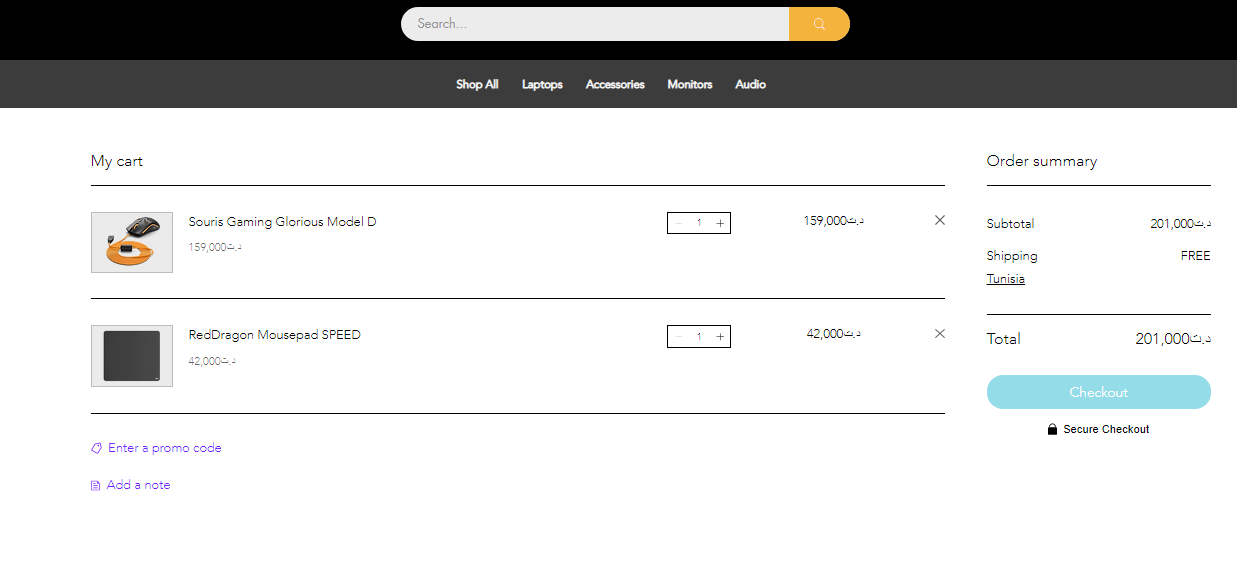 Search...
Shop All Laptops Accessories Monitors Audio
My cart
Souris Gaming Glorious Model D
159,000د.ت
1
159,000د.ت
RedDragon Mousepad SPEED
42,000د.ت
1
42,000د.ت
Enter a promo code
Add a note
Order summary
Subtotal 201,000د.ت
Shipping FREE
Tunisia
Total 201,000د.ت
Checkout
Secure Checkout